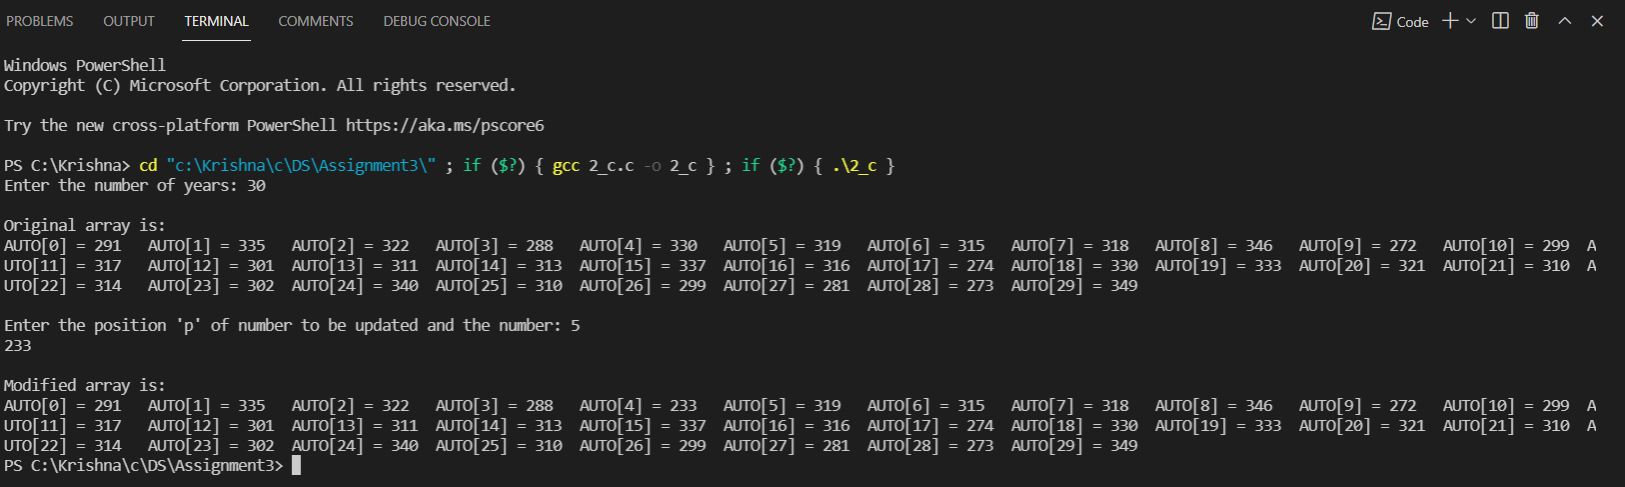 PROBLEMS OUTPUT TERMINAL COMMENTS DEBUG CONSOLE Code
Windows PowerShell
Copyright (C) Microsoft Corporation. All rights reserved.
Try the new cross-platform PowerShell https://aka.ms/pscore6
PS C:\Krishna> cd "c:\Krishna\c\DS\Assignment3\" ; if ($?) { gcc 2_c.c -o 2_c } ; if ($?) { .\2_c }
Enter the number of years: 30
Original array is:
AUTO[0] = 291 AUTO[1] = 335 AUTO[2] = 322 AUTO[3] = 288 AUTO[4] = 330 AUTO[5] = 319 AUTO[6] = 315 AUTO[7] = 318 AUTO[8] = 346 AUTO[9] = 272 AUTO[10] = 299 A
UTO[11] = 317 AUTO[12] = 301 AUTO[13] = 311 AUTO[14] = 313 AUTO[15] = 337 AUTO[16] = 316 AUTO[17] = 274 AUTO[18] = 330 AUTO[19] = 333 AUTO[20] = 321 AUTO[21] = 310 A
UTO[22] = 314 AUTO[23] = 302 AUTO[24] = 340 AUTO[25] = 310 AUTO[26] = 299 AUTO[27] = 281 AUTO[28] = 273 AUTO[29] = 349
Enter the position 'p' of number to be updated and the number: 5
233
Modified array is:
AUTO[0] = 291 AUTO[1] = 335 AUTO[2] = 322 AUTO[3] = 288 AUTO[4] = 233 AUTO[5] = 319 AUTO[6] = 315 AUTO[7] = 318 AUTO[8] = 346 AUTO[9] = 272 AUTO[10] = 299 A
UTO[11] = 317 AUTO[12] = 301 AUTO[13] = 311 AUTO[14] = 313 AUTO[15] = 337 AUTO[16] = 316 AUTO[17] = 274 AUTO[18] = 330 AUTO[19] = 333 AUTO[20] = 321 AUTO[21] = 310 A
UTO[22] = 314 AUTO[23] = 302 AUTO[24] = 340 AUTO[25] = 310 AUTO[26] = 299 AUTO[27] = 281 AUTO[28] = 273 AUTO[29] = 349
PS C:\Krishna\c\DS\Assignment3>